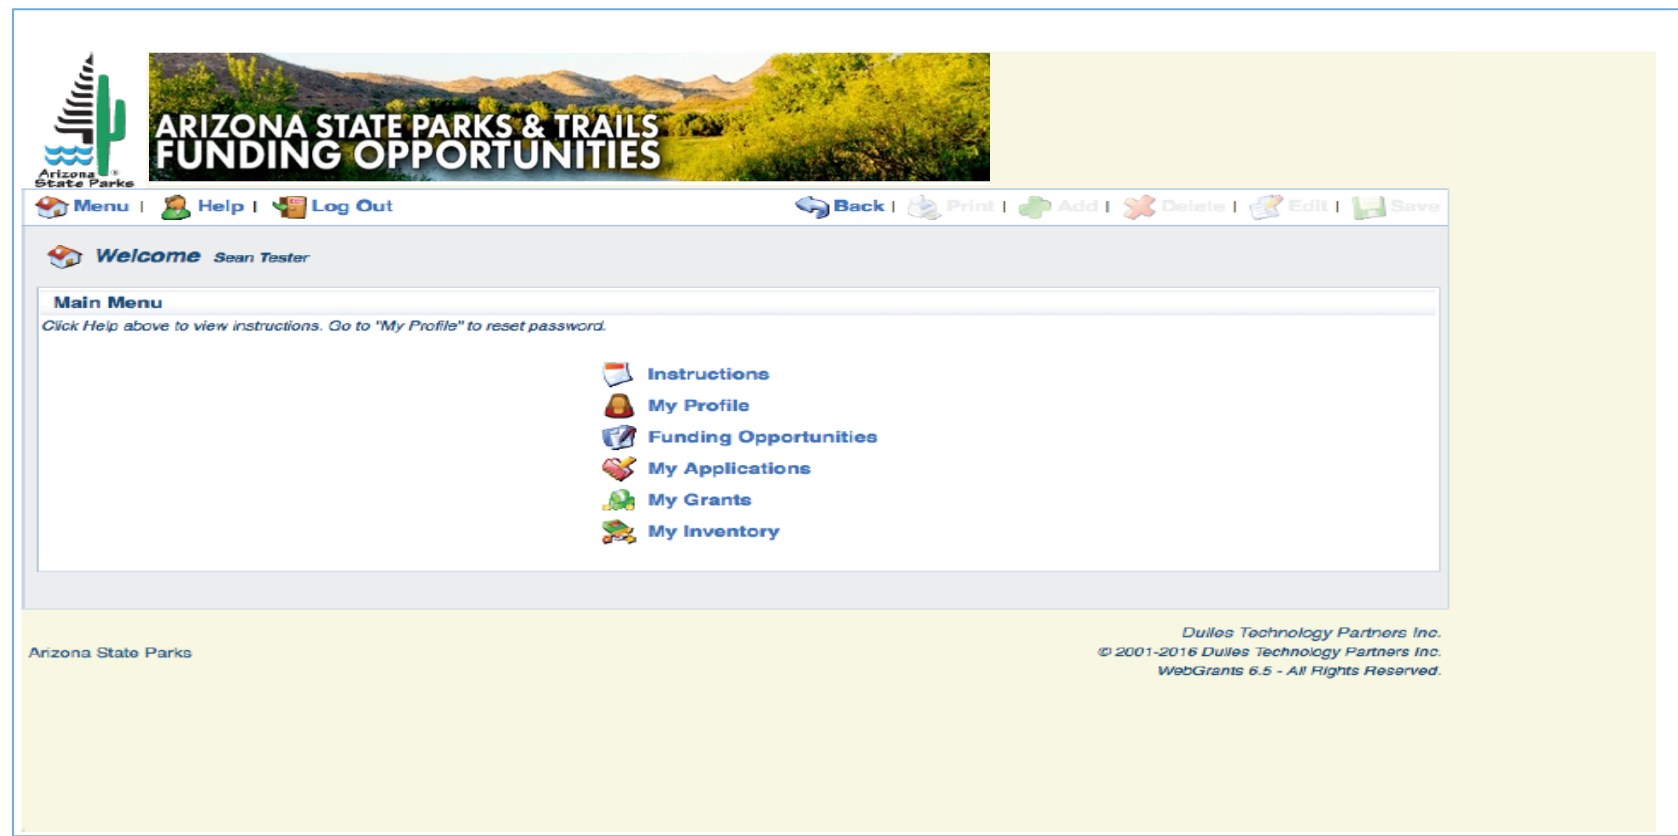 Arizona ®
State Parks
ARIZONA STATE PARKS & TRAILS
FUNDING OPPORTUNITIES
Menu | Help | Log Out
Back | Print | Add | Delete | Edit | Save
Welcome Sean Tester
Main Menu
Click Help above to view instructions. Go to "My Profile" to reset password.
Instructions
My Profile
Funding Opportunities
My Applications
My Grants
My Inventory
Arizona State Parks
Dulles Technology Partners Inc.
© 2001-2016 Dulles Technology Partners Inc.
WebGrants 6.5 - All Rights Reserved.